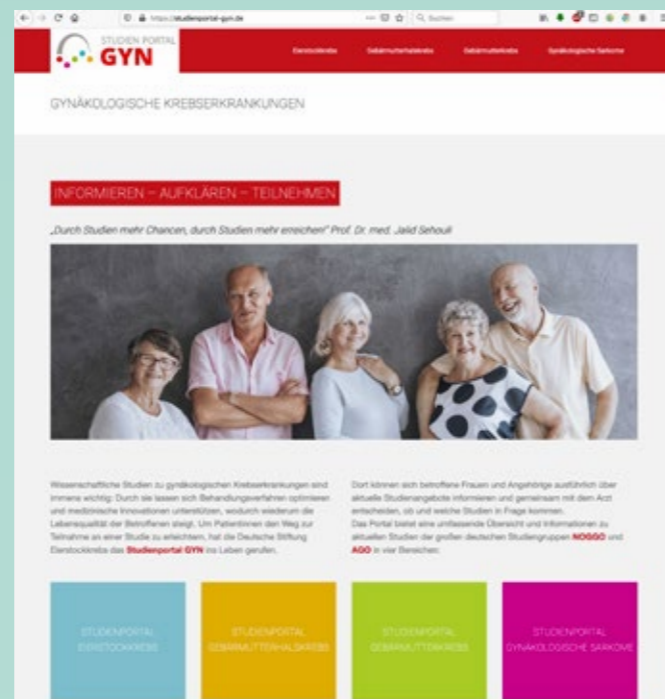 https://studienportal-gyn.de
Suchen
STUDIEN PORTAL
GYN
Eierstockkrebs
Gebärmutterhalskrebs
Gebärmutterkrebs
Gynäkologische Sarkome
GYNÄKOLOGISCHE KREBSERKRANKUNGEN
INFORMIEREN – AUFKLÄREN – TEILNEHMEN
„Durch Studien mehr Chancen, durch Studien mehr erreichen!" Prof. Dr. med. Jalid Sehouli
Wissenschaftliche Studien zu gynäkologischen Krebserkrankungen sind
immens wichtig: Durch sie lassen sich Behandlungsverfahren optimieren
und medizinische Innovationen unterstützen, wodurch wiederum die
Lebensqualität der Betroffenen steigt. Um Patientinnen den Weg zur
Teilnahme an einer Studie zu erleichtern, hat die Deutsche Stiftung
Eierstockkrebs das Studienportal GYN ins Leben gerufen.
Dort können sich betroffene Frauen und Angehörige ausführlich über
aktuelle Studienangebote informieren und gemeinsam mit dem Arzt
entscheiden, ob und welche Studien in Frage kommen.
Das Portal bietet eine umfassende Übersicht und Informationen zu
aktuellen Studien der großen deutschen Studiengruppen NOGGO und
AGO in vier Bereichen:
STUDIENPORTAL
EIERSTOCKKREBS
STUDIENPORTAL
GEBÄRMUTTERHALSKREBS
STUDIENPORTAL
GEBÄRMUTTERKREBS
STUDIENPORTAL
GYNÄKOLOGISCHE SARKOME